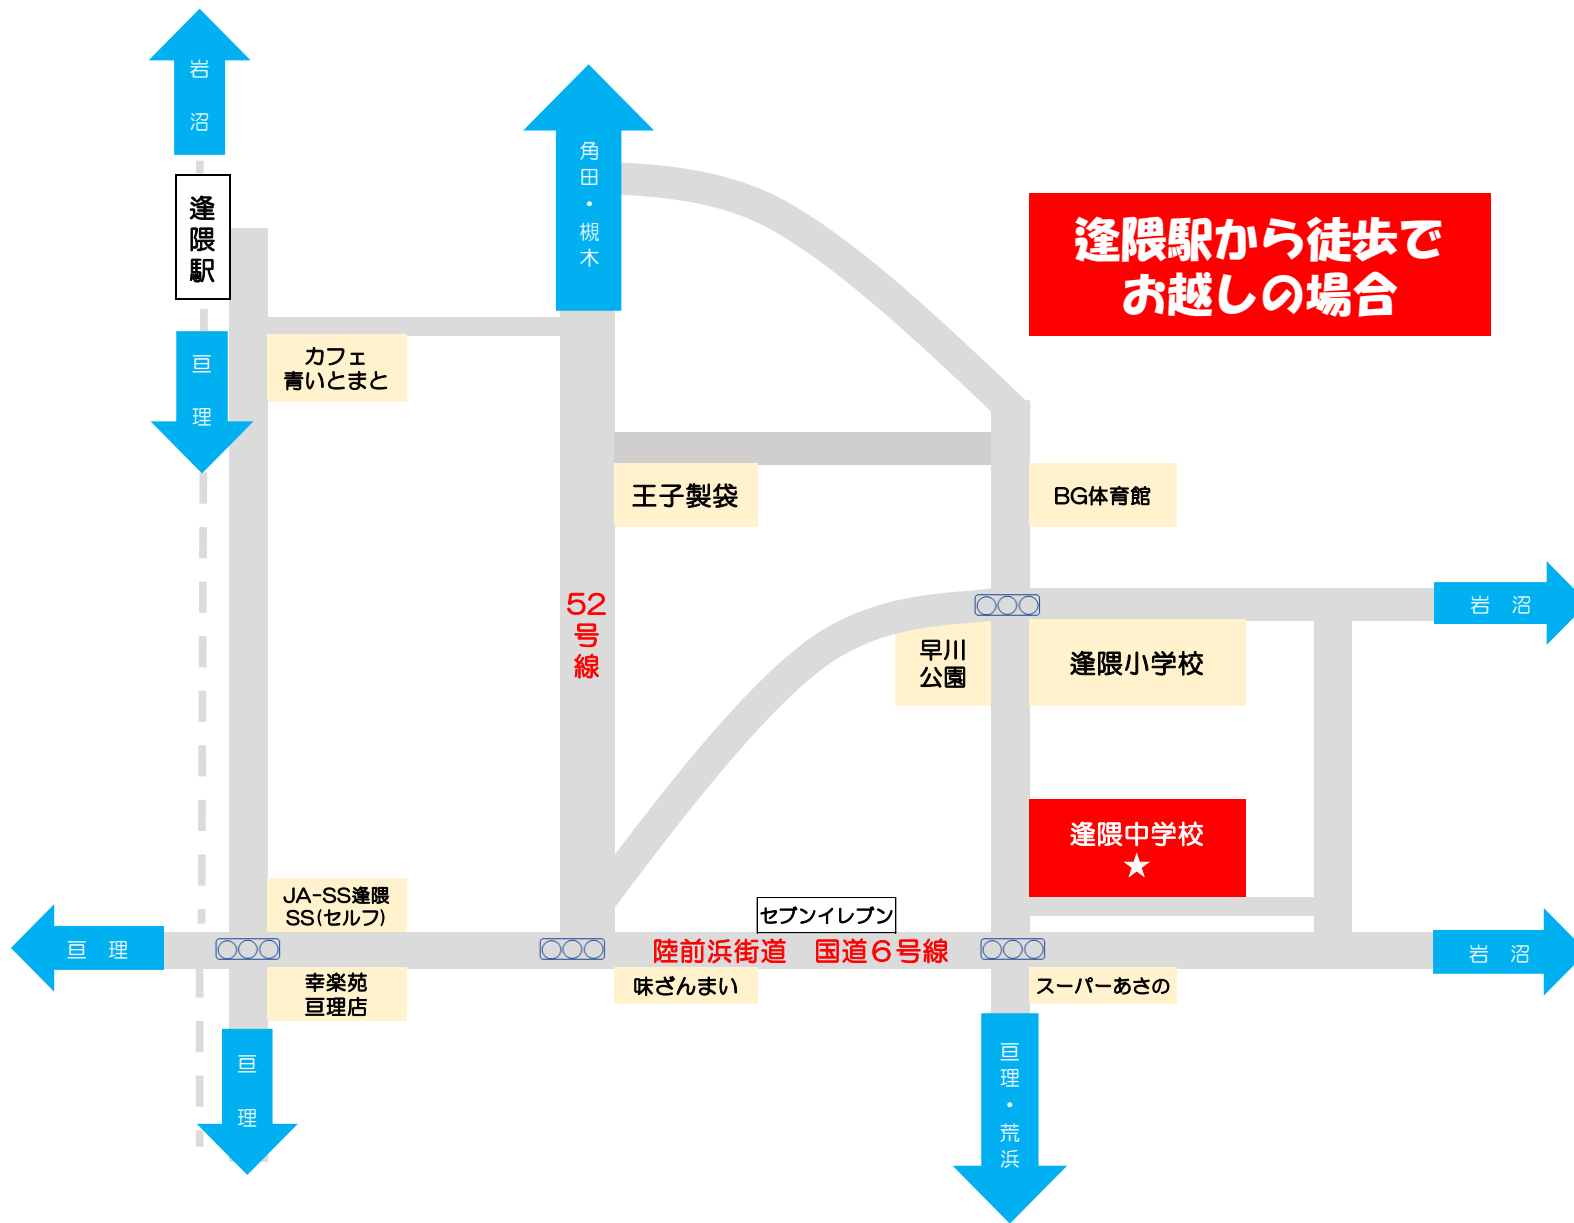 岩沼
逢隈駅
亘理
角田・槻木
逢隈駅から徒歩で
お越しの場合
カフェ
青いとまと
王子製袋
BG体育館
52
号
線
岩　沼
早川
公園
逢隈小学校
逢隈中学校
★
JA-SS逢隈
SS(セルフ)
セブンイレブン
亘　理
陸前浜街道　国道６号線
岩　沼
幸楽苑
亘理店
味ざんまい
スーパーあさの
亘理
亘理・荒浜